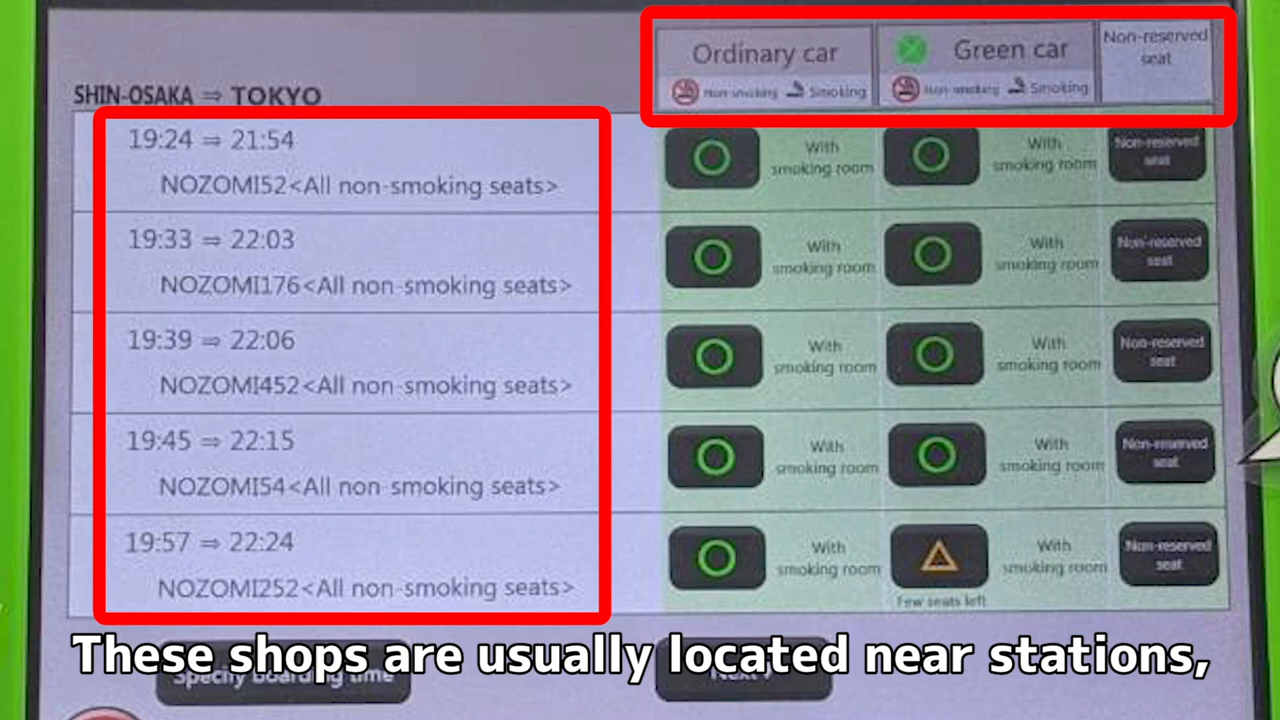 Ordinary car
Green car
Non-reserved
seat
Non-smoking
Smoking
Non-smoking
Smoking
SHIN-OSAKA ⇒ TOKYO
19:24 ⇒ 21:54
NOZOMI52<All non-smoking seats>
With
smoking room
With
smoking room
Non-reserved
seat
19:33 ⇒ 22:03
NOZOMI176<All non-smoking seats>
With
smoking room
With
smoking room
Non-reserved
seat
19:39 ⇒ 22:06
NOZOMI452<All non-smoking seats>
With
smoking room
With
smoking room
Non-reserved
seat
19:45 ⇒ 22:15
NOZOMI54<All non-smoking seats>
With
smoking room
With
smoking room
Non-reserved
seat
19:57 ⇒ 22:24
NOZOMI252<All non-smoking seats>
With
smoking room
Few seats left
With
smoking room
Non-reserved
seat
These shops are usually located near stations,
Specify boarding time
Next